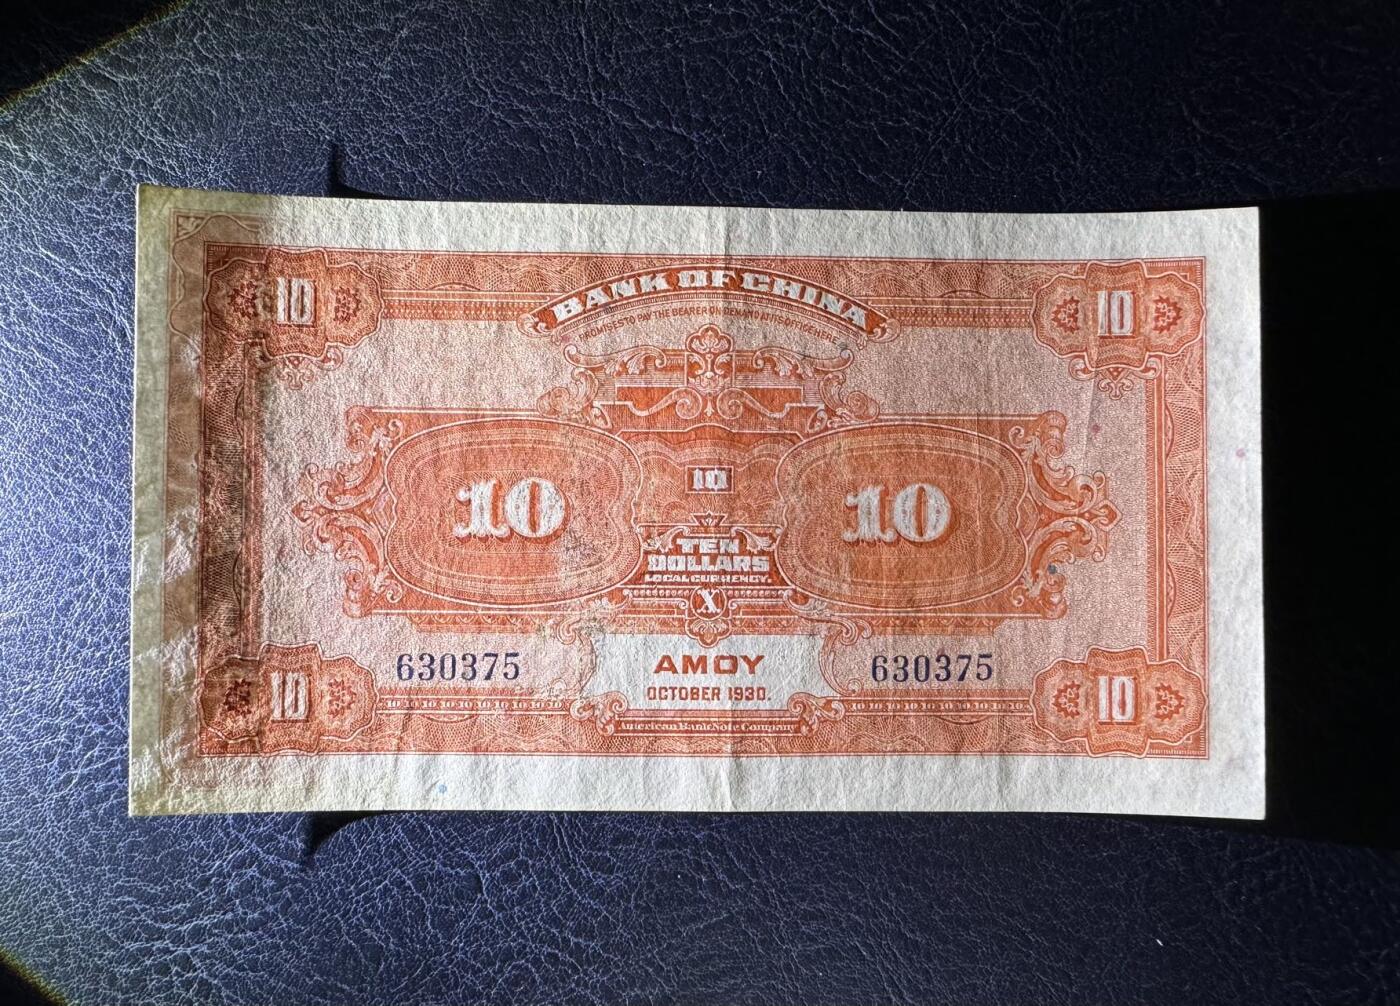 10 10
BANK OF CHINA
PROMISES TO PAY THE BEARER ON DEMAND AT ITS OFFICE HERE
10 10 10
TEN
DOLLARS
LOCAL CURRENCY.
X
630375 AMOY 630375
OCTOBER 1930.
10 10
American Bank Note Company